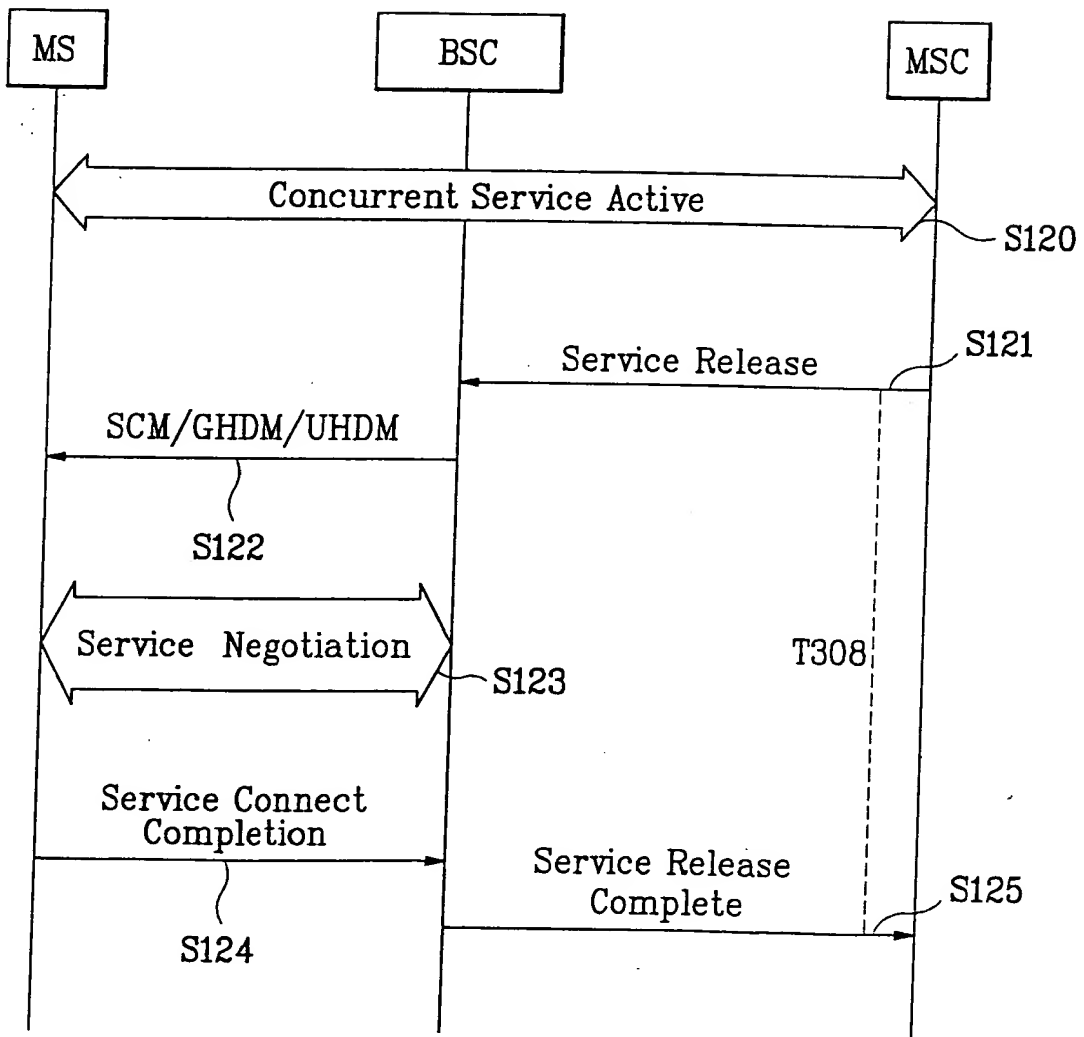 MS
BSC
MSC
Concurrent Service Active
S120
Service Release
S121
SCM/GHDM/UHDM
S122
Service Negotiation
S123
T308
Service Connect
Completion
S124
Service Release
Complete
S125